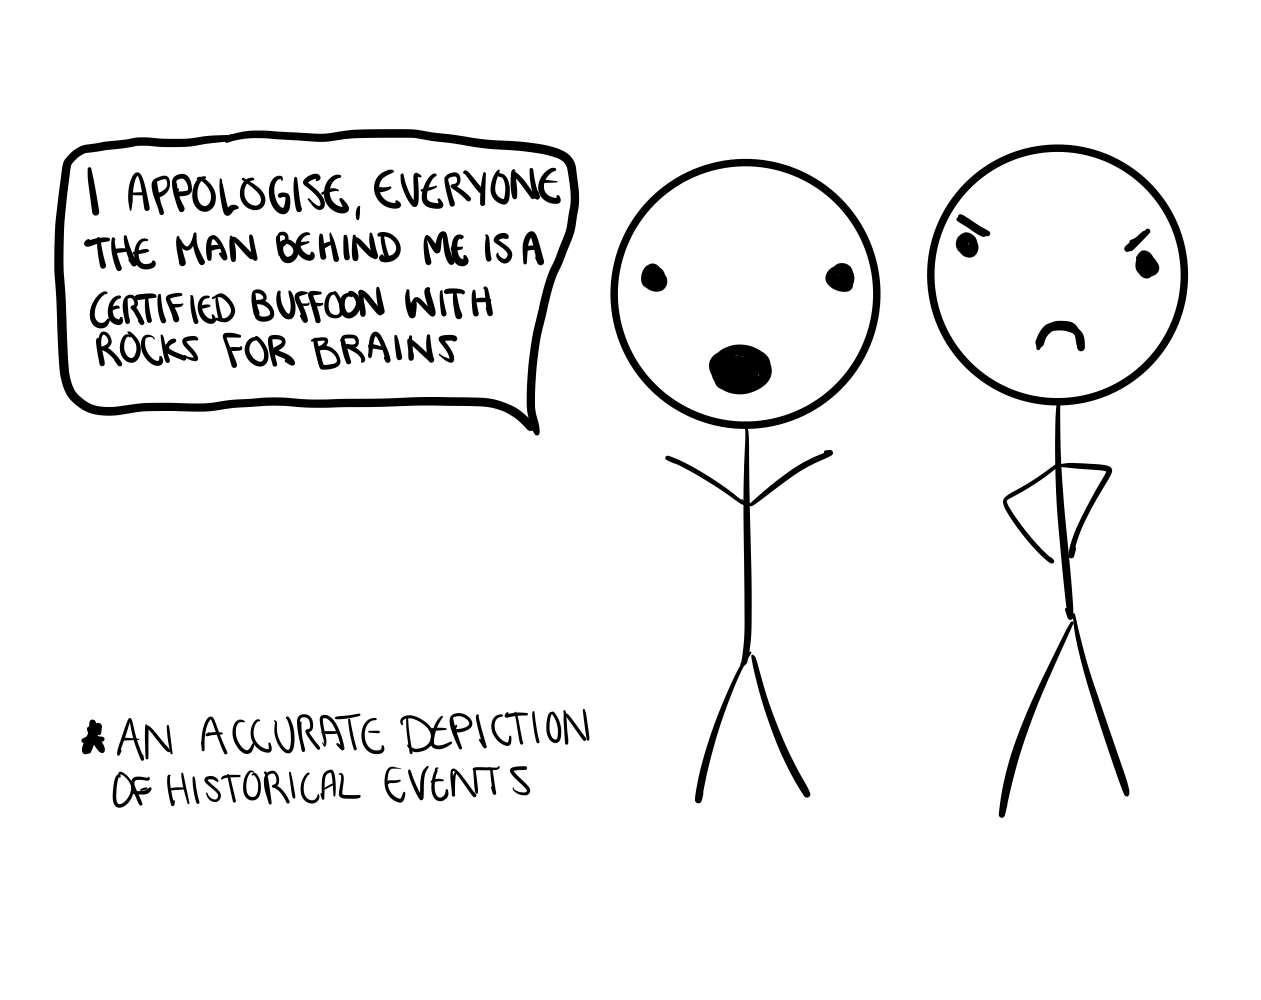 I APPOLOGISE, EVERYONE
THE MAN BEHIND ME IS A
CERTIFIED BUFFOON WITH
ROCKS FOR BRAINS
* AN ACCURATE DEPICTION
OF HISTORICAL EVENTS